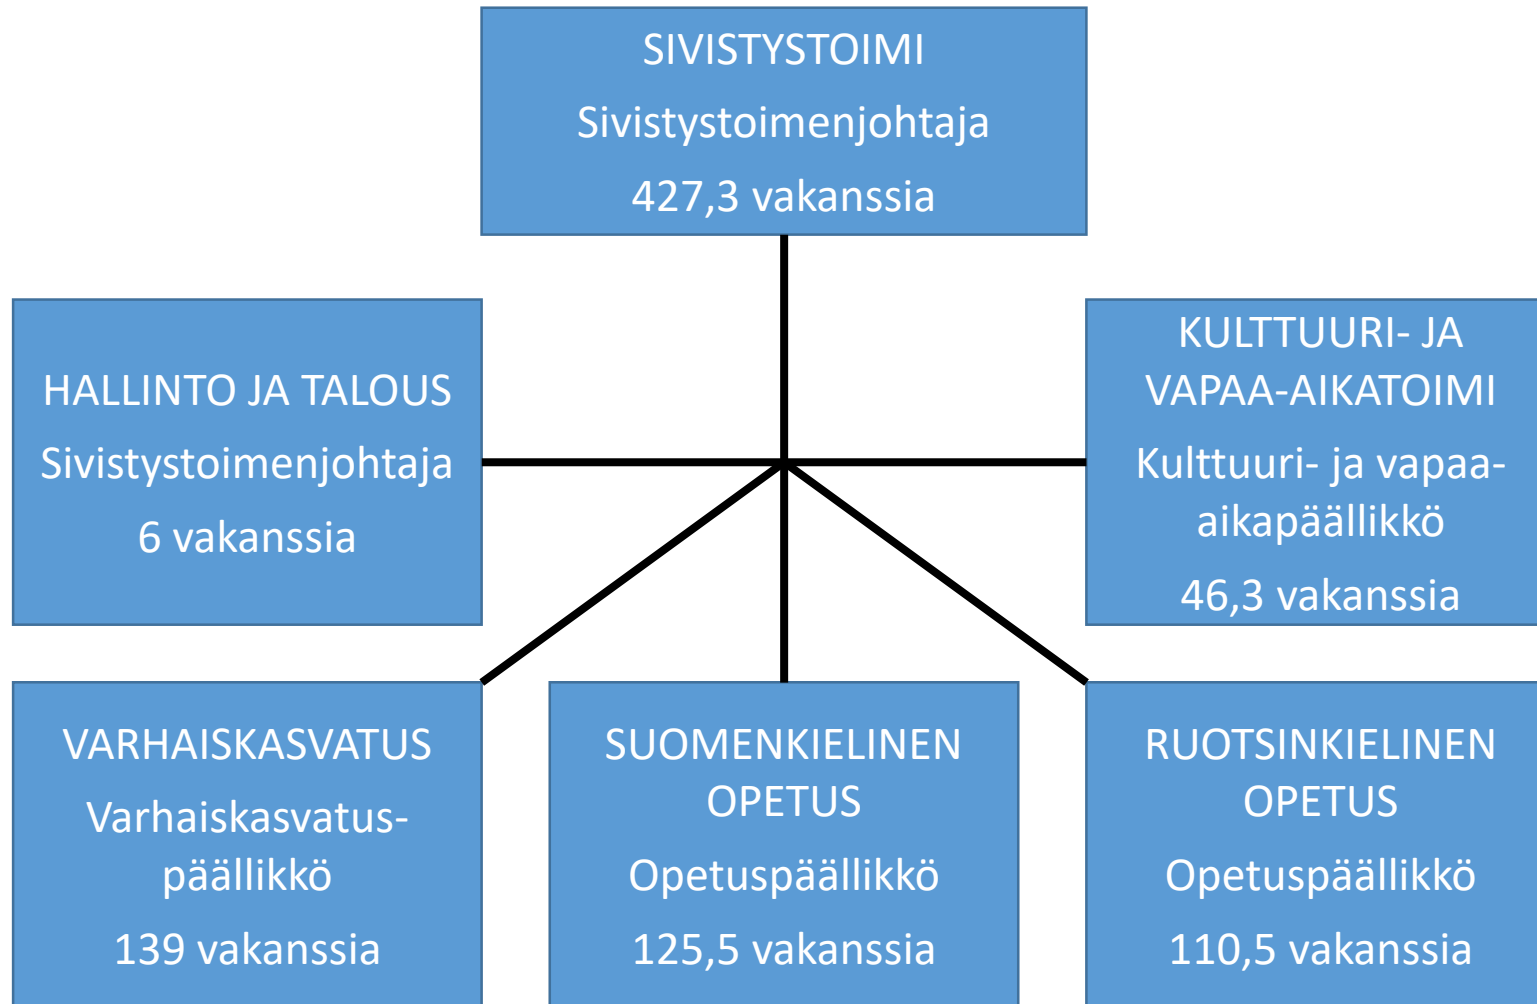 SIVISTYSTOIMI
Sivistystoimenjohtaja
427,3 vakanssia
HALLINTO JA TALOUS
Sivistystoimenjohtaja
6 vakanssia
KULTTUURI- JA
VAPAA-AIKATOIMI
Kulttuuri- ja vapaa-
aikapäällikkö
46,3 vakanssia
VARHAISKASVATUS
Varhaiskasvatus-
päällikkö
139 vakanssia
SUOMENKIELINEN
OPETUS
Opetuspäällikkö
125,5 vakanssia
RUOTSINKIELINEN
OPETUS
Opetuspäällikkö
110,5 vakanssia